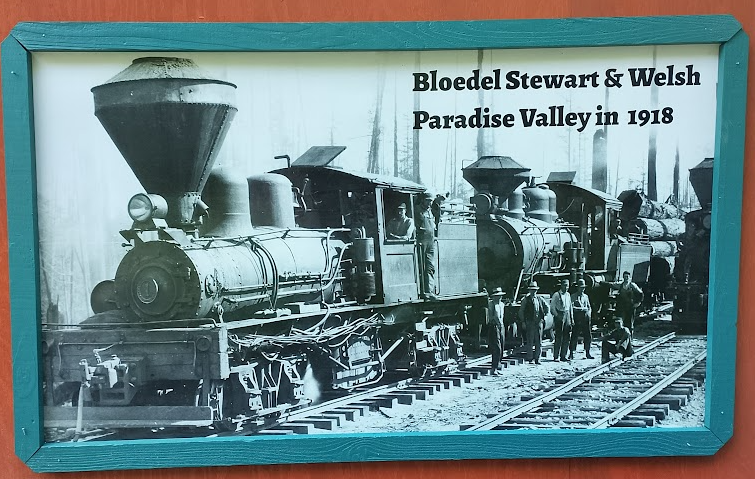 Bloedel Stewart & Welsh
Paradise Valley in 1918